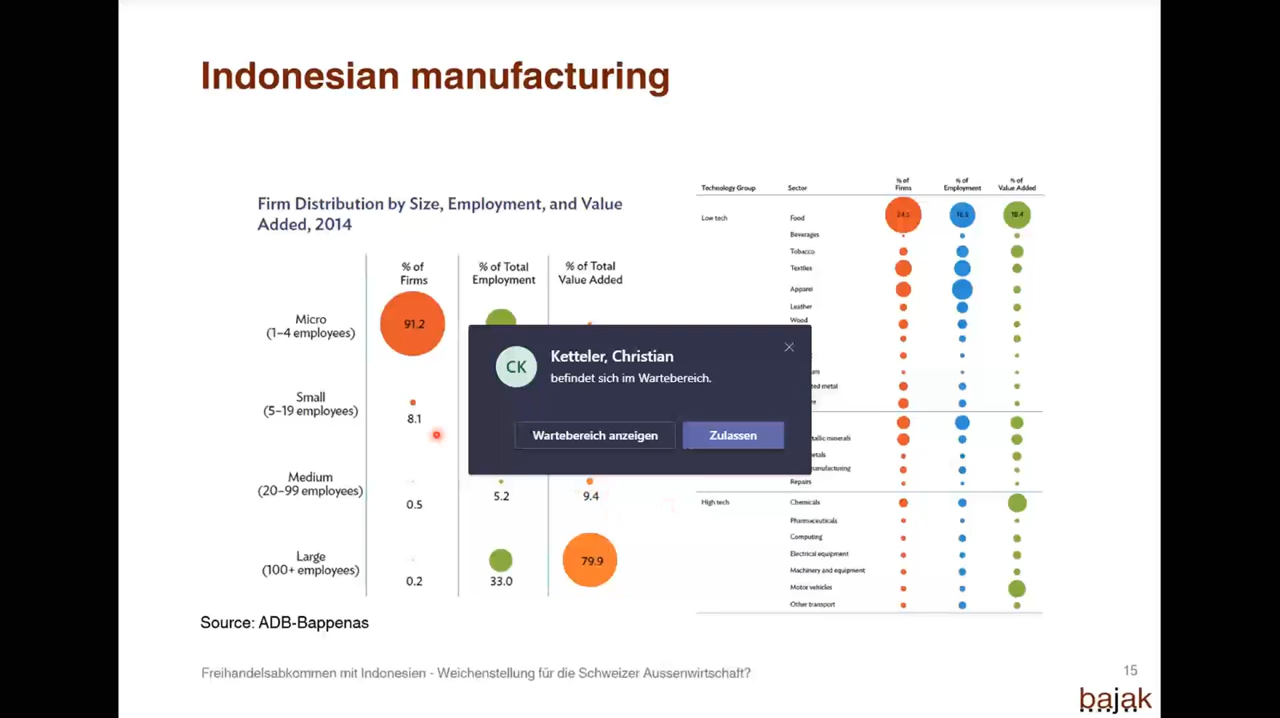 Indonesian manufacturing
Firm Distribution by Size, Employment, and Value
Added, 2014
% of
Firms
% of Total
Employment
% of Total
Value Added
Micro
(1–4 employees)
91.2
Small
(5–19 employees)
8.1
Medium
(20–99 employees)
0.5
5.2
9.4
Large
(100+ employees)
0.2
33.0
79.9
Ketteler, Christian
CK
befindet sich im Wartebereich.
Wartebereich anzeigen
Zulassen
Technology Group
Sector
% of
Firms
% of
Employment
% of
Value Added
Low tech
Food
18.4
Beverages
Tobacco
Textiles
Apparel
Leather
Wood
Repairs
High tech
Chemicals
Pharmaceuticals
Computing
Electrical equipment
Machinery and equipment
Motor vehicles
Other transport
Source: ADB-Bappenas
Freihandelsabkommen mit Indonesien - Weichenstellung für die Schweizer Aussenwirtschaft?
15
bajak